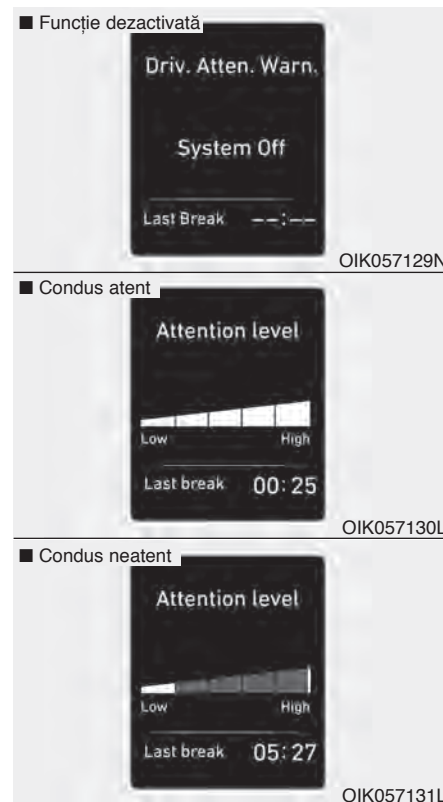 ■ Funcție dezactivată
Driv. Atten. Warn.
System Off
Last Break --:--
OIK057129N
■ Condus atent
Attention level
Low High
Last break 00:25
OIK057130L
■ Condus neatent
Attention level
Low High
Last break 05:27
OIK057131L